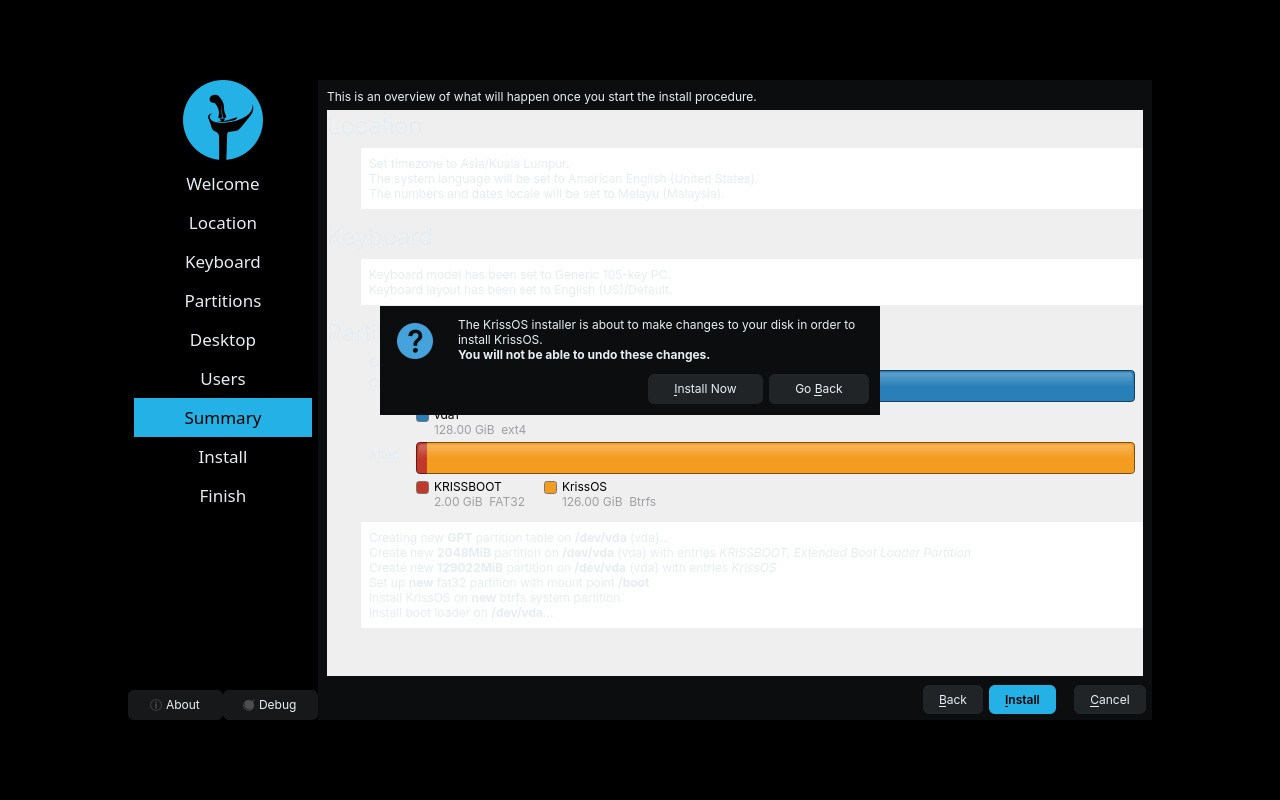 This is an overview of what will happen once you start the install procedure.
Welcome
Location
Keyboard
Partitions
Desktop
Users
Summary
Install
Finish
About
Debug
Location
Set timezone to Asia/Kuala Lumpur.
The system language will be set to American English (United States).
The numbers and dates locale will be set to Melayu (Malaysia).
Keyboard
Keyboard model has been set to Generic 105-key PC.
Keyboard layout has been set to English (US)/Default.
The KrissOS installer is about to make changes to your disk in order to
install KrissOS.
You will not be able to undo these changes.
Install Now
Go Back
vda1
128.00 GiB ext4
KRISSBOOT
KrissOS
2.00 GiB FAT32
126.00 GiB Btrfs
Creating new GPT partition table on /dev/vda (vda)...
Create new 2048MiB partition on /dev/vda (vda) with entries KRISSBOOT, Extended Boot Loader Partition
Create new 129022MiB partition on /dev/vda (vda) with entries KrissOS
Set up new fat32 partition with mount point /boot
Install KrissOS on new btrfs system partition
Install boot loader on /dev/vda...
Back
Install
Cancel